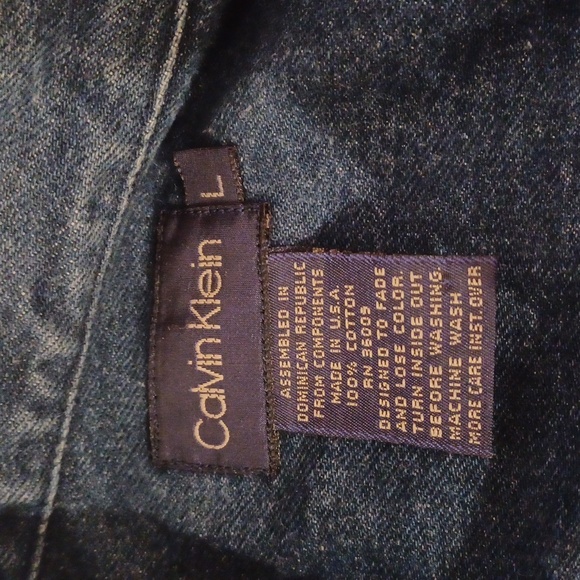 Calvin Klein
L
ASSEMBLED IN
DOMINICAN REPUBLIC
FROM COMPONENTS
MADE IN U.S.A.
100% COTTON
RN 36009
DESIGNED TO FADE
AND LOSE COLOR.
TURN INSIDE OUT
BEFORE WASHING.
MACHINE WASH
MORE CARE INST. OVER